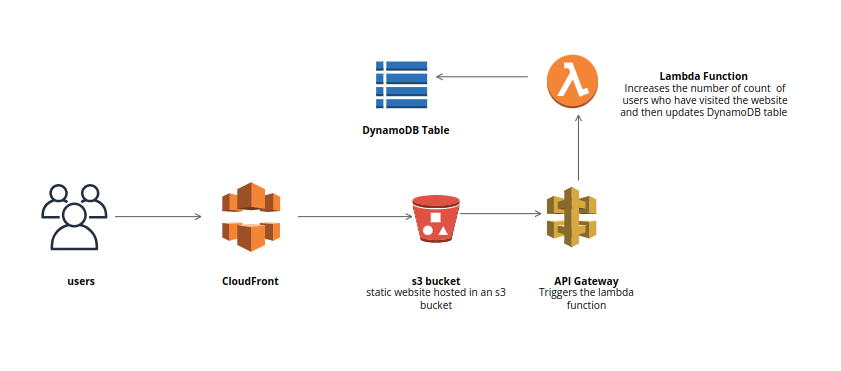 Lambda Function
Increases the number of count of
users who have visited the website
and then updates DynamoDB table
DynamoDB Table
users
CloudFront
s3 bucket
static website hosted in an s3
bucket
API Gateway
Triggers the lambda
function